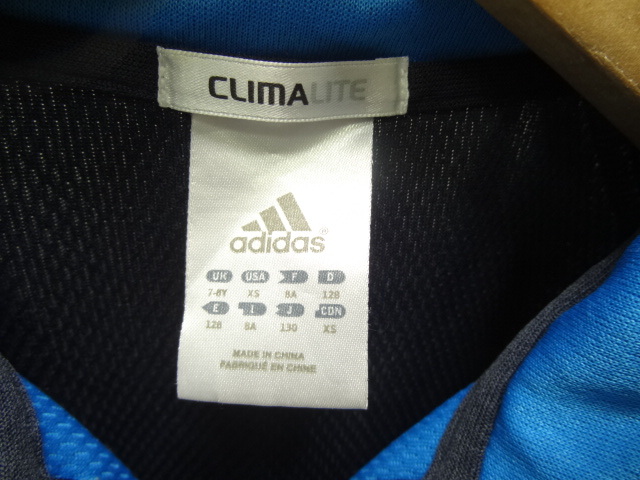 CLIMALITE
adidas®
UK USA F D
7-8Y XS 8A 128
E I J CDN
128 8A 130 XS
MADE IN CHINA
FABRIQUÉ EN CHINE